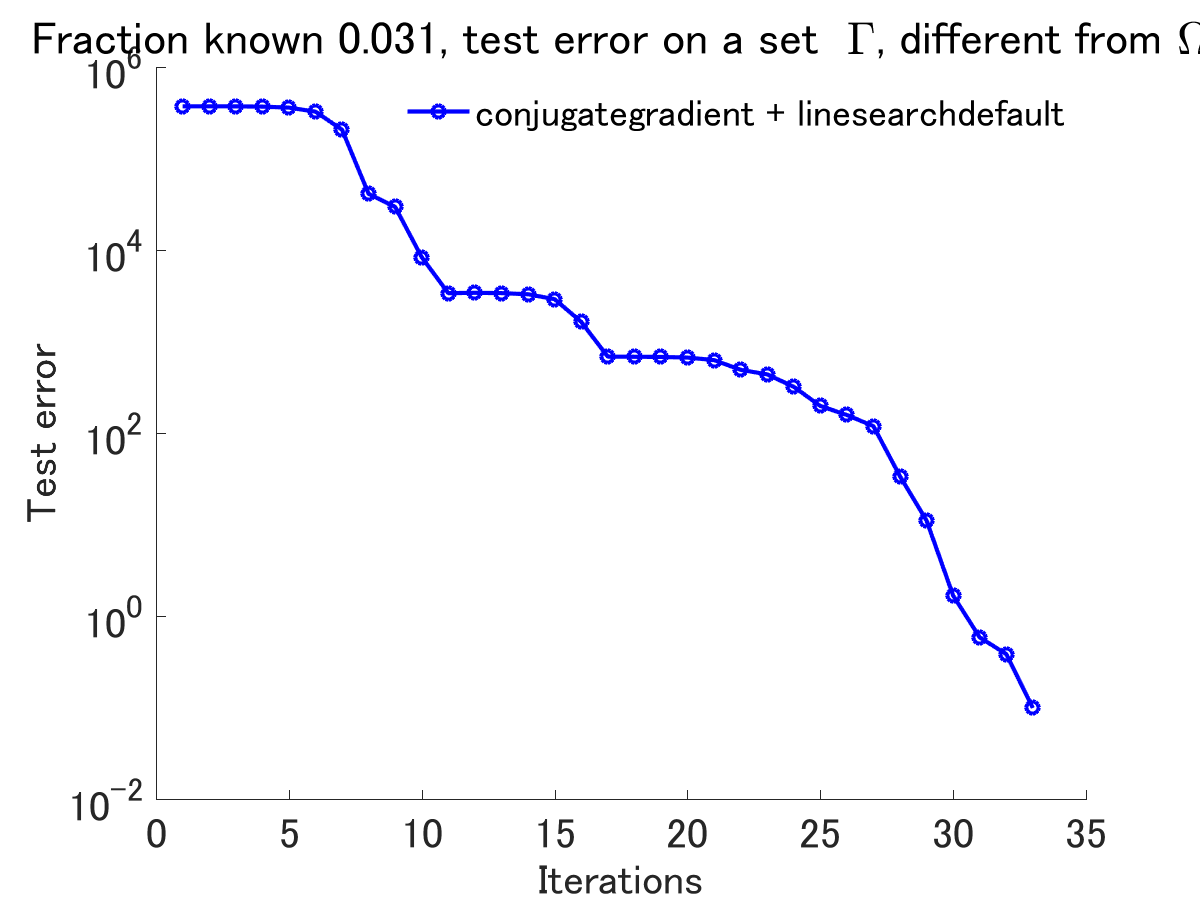 Fraction known 0.031, test error on a set Γ, different from Ω
10^6
conjugategradient + linesearchdefault
10^4
10^2
10^0
10^-2
Test error
0 5 10 15 20 25 30 35
Iterations